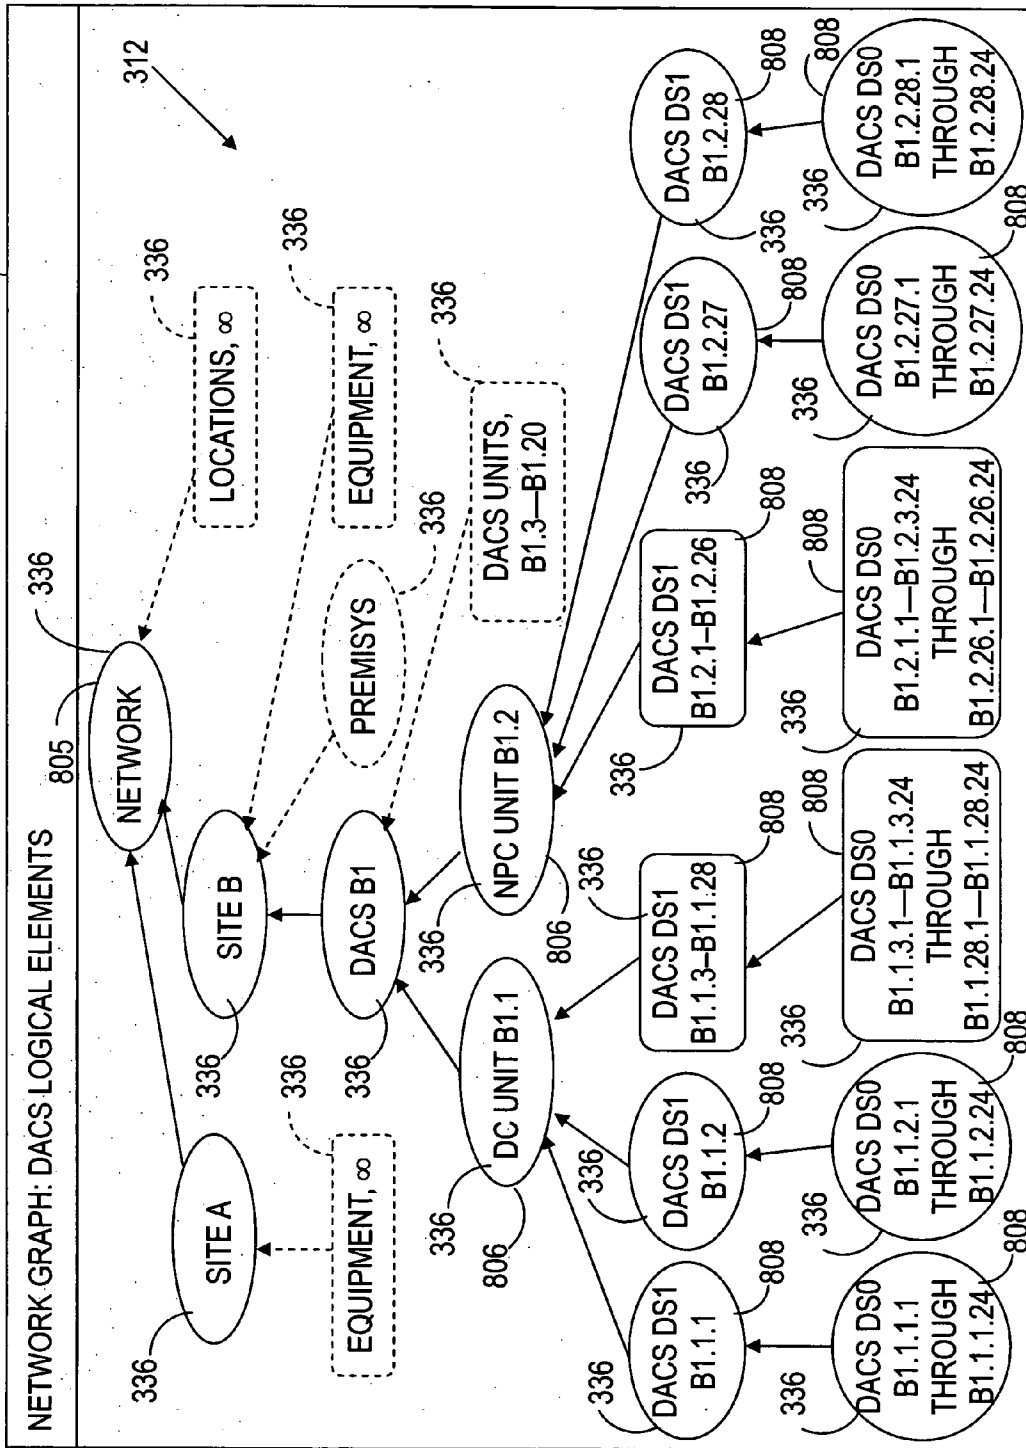 NETWORK GRAPH: DACS LOGICAL ELEMENTS
312
805
336
NETWORK
336
LOCATIONS, ∞
SITE A
336
SITE B
336
336
EQUIPMENT, ∞
336
EQUIPMENT, ∞
DACS B1
336
PREMISYS
336
336
DACS UNITS,
B1.3—B1.20
DC UNIT B1.1
336
806
NPC UNIT B1.2
336
806
DACS DS1
B1.1.1
336
808
DACS DS1
B1.1.2
336
808
DACS DS1
B1.1.3–B1.1.28
336
808
DACS DS1
B1.2.1–B1.2.26
336
808
DACS DS1
B1.2.27
336
808
DACS DS1
B1.2.28
336
808
DACS DS0
B1.1.1.1
THROUGH
B1.1.1.24
336
808
DACS DS0
B1.1.2.1
THROUGH
B1.1.2.24
336
808
DACS DS0
B1.1.3.1—B1.1.3.24
THROUGH
B1.1.28.1—B1.1.28.24
336
808
DACS DS0
B1.2.1.1—B1.2.3.24
THROUGH
B1.2.26.1—B1.2.26.24
336
808
DACS DS0
B1.2.27.1
THROUGH
B1.2.27.24
336
808
DACS DS0
B1.2.28.1
THROUGH
B1.2.28.24
336
808